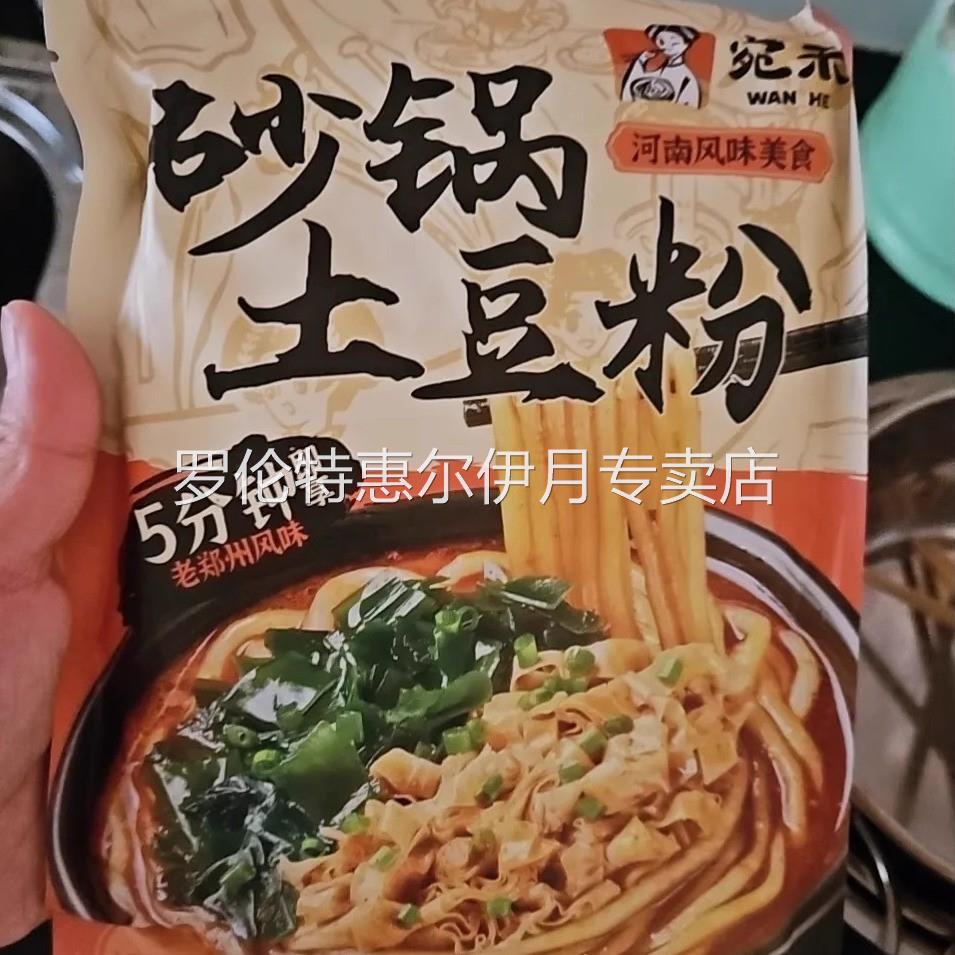 宛禾
WAN HE
河南风味美食
砂锅
土豆粉
罗伦特惠尔伊月专卖店
5分钟
老郑州风味